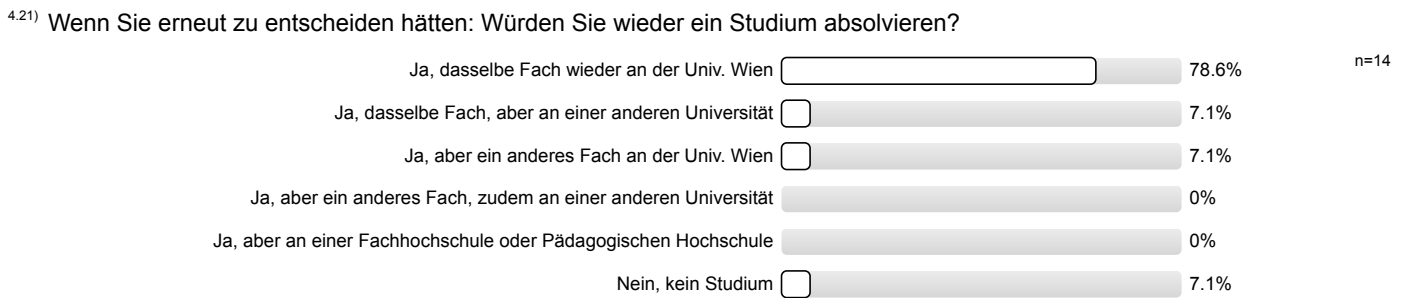 4.21) Wenn Sie erneut zu entscheiden hätten: Würden Sie wieder ein Studium absolvieren?
Ja, dasselbe Fach wieder an der Univ. Wien 78.6% n=14
Ja, dasselbe Fach, aber an einer anderen Universität 7.1%
Ja, aber ein anderes Fach an der Univ. Wien 7.1%
Ja, aber ein anderes Fach, zudem an einer anderen Universität 0%
Ja, aber an einer Fachhochschule oder Pädagogischen Hochschule 0%
Nein, kein Studium 7.1%